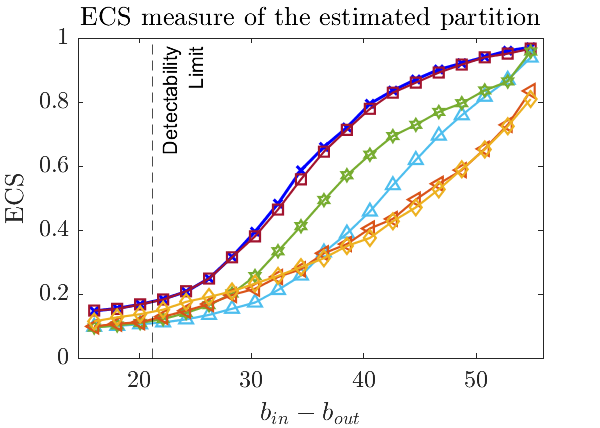 ECS measure of the estimated partition
1
0.8
0.6
0.4
0.2
0
ECS
Detectability
Limit
20
30
40
50
b_in − b_out